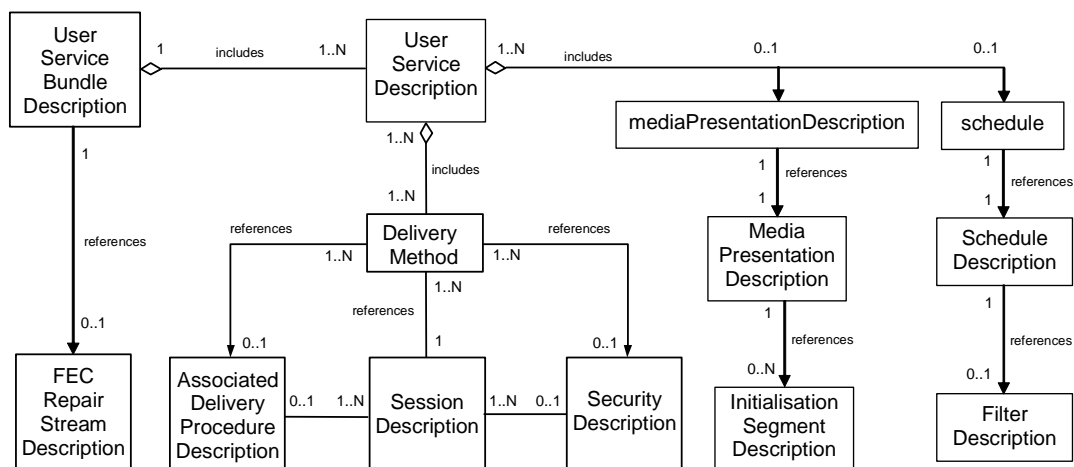 User
Service
Bundle
Description
1
includes
1..N
User
Service
Description
1..N
includes
0..1
0..1
mediaPresentationDescription
schedule
1
references
0..1
1..N
includes
1..N
1
references
1
1
references
1
references
1..N
Delivery
Method
references
1..N
1..N
references
1
0..1
0..1
Media
Presentation
Description
Schedule
Description
1
references
0..N
1
references
0..1
FEC
Repair
Stream
Description
Associated
Delivery
Procedure
Description
0..1
1..N
Session
Description
1..N
0..1
Security
Description
Initialisation
Segment
Description
Filter
Description